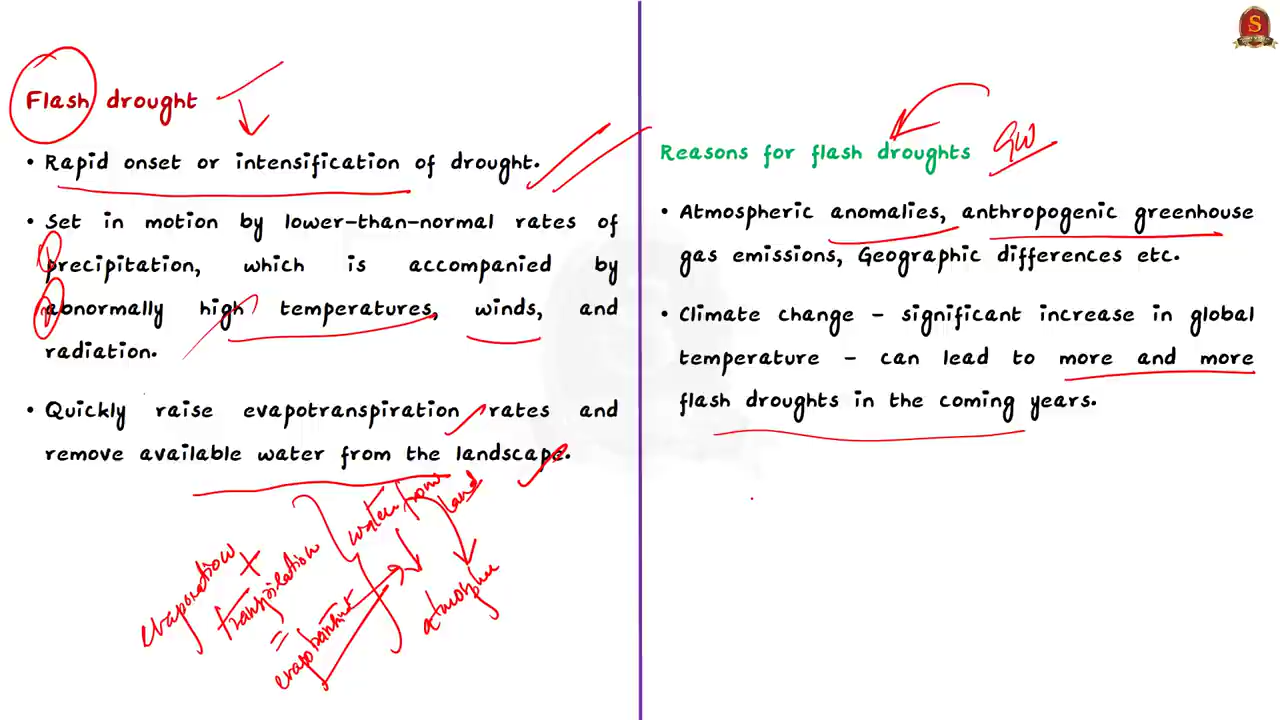 Flash drought
• Rapid onset or intensification of drought.
• Set in motion by lower-than-normal rates of
precipitation, which is accompanied by
abnormally high temperatures, winds, and
radiation.
• Quickly raise evapotranspiration rates and
remove available water from the landscape.
evaporation
+
transpiration
=
water from
land
atmosphere
Reasons for flash droughts
GW
• Atmospheric anomalies, anthropogenic greenhouse
gas emissions, Geographic differences etc.
• Climate change – significant increase in global
temperature – can lead to more and more
flash droughts in the coming years.
S